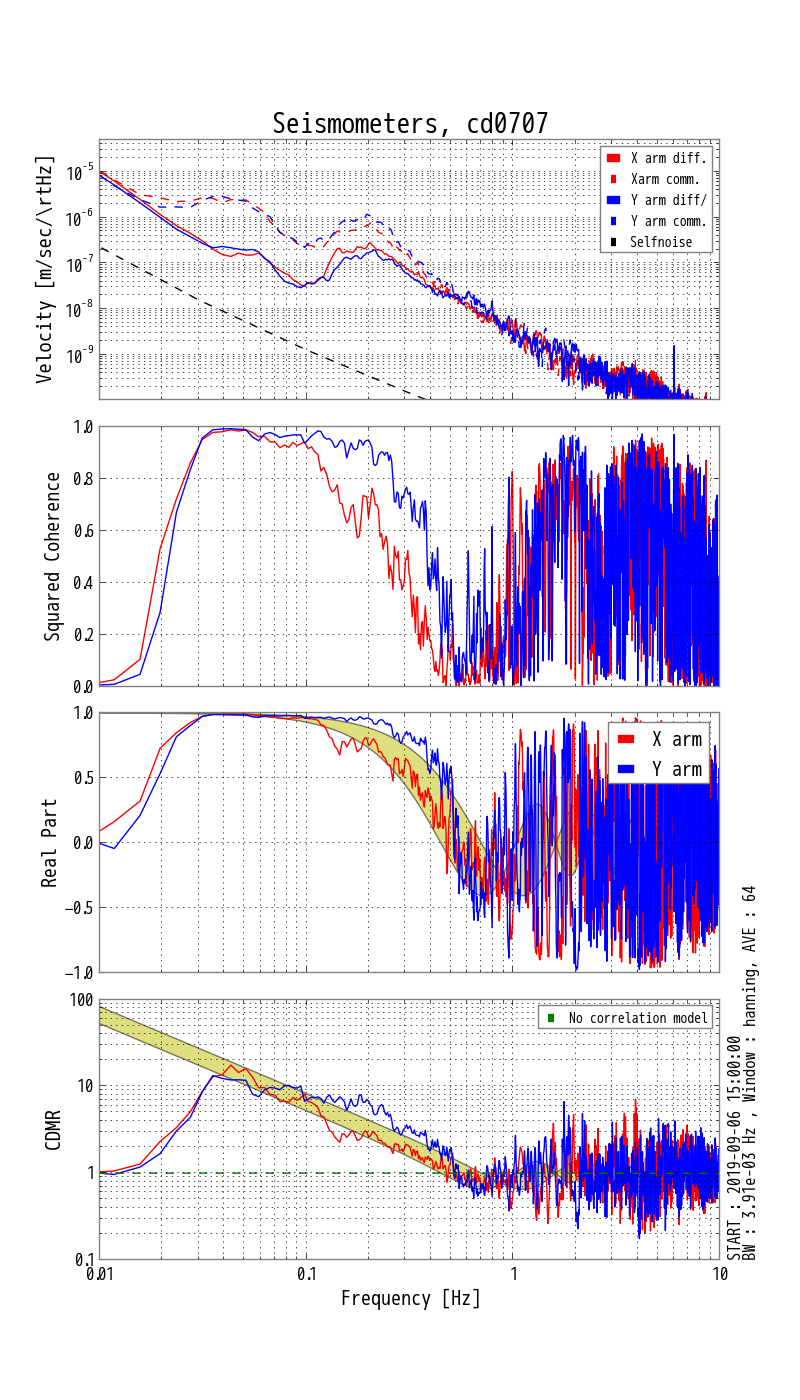 Seismometers, cd0707
Velocity [m/sec/\rtHz]
10⁻⁵
10⁻⁶
10⁻⁷
10⁻⁸
10⁻⁹
X arm diff.
Xarm comm.
Y arm diff/
Y arm comm.
Selfnoise
Squared Coherence
1.0
0.8
0.6
0.4
0.2
0.0
Real Part
1.0
0.5
0.0
−0.5
−1.0
X arm
Y arm
CDMR
100
10
1
0.1
No correlation model
0.01 0.1 1 10
Frequency [Hz]
START : 2019-09-06 15:00:00
BW : 3.91e-03 Hz , Window : hanning, AVE : 64